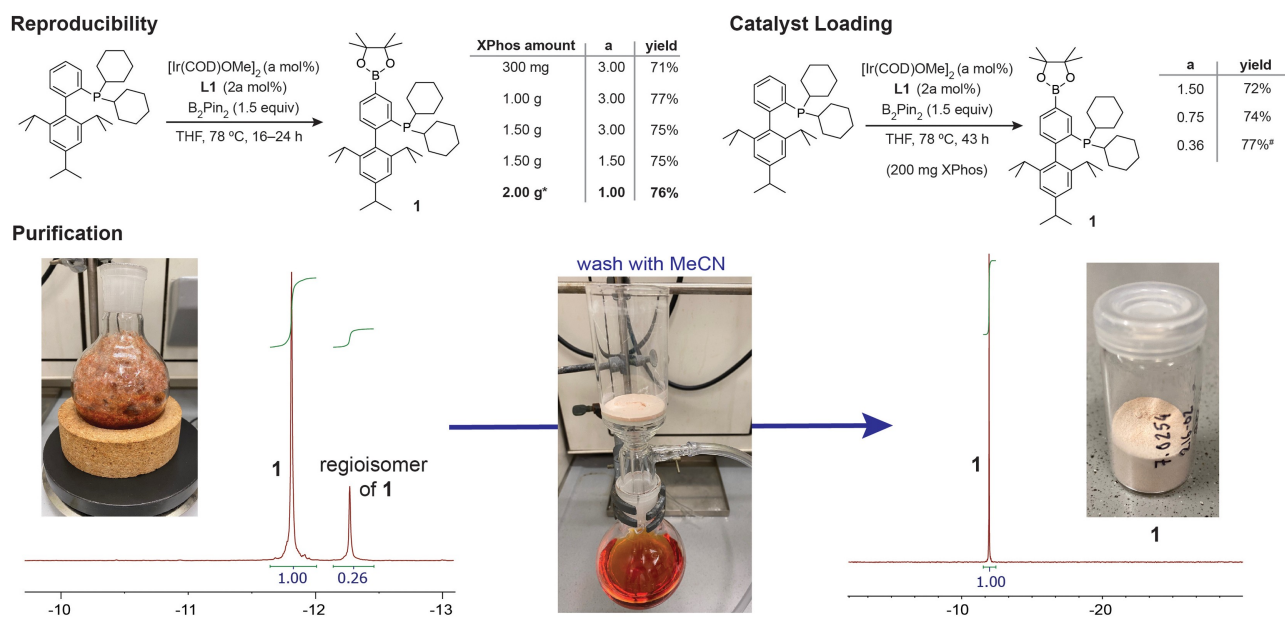 Reproducibility
[Ir(COD)OMe]₂ (a mol%)
L1 (2a mol%)
B₂Pin₂ (1.5 equiv)
THF, 78 ºC, 16–24 h
P
O O
B
P
1
XPhos amount a yield
300 mg 3.00 71%
1.00 g 3.00 77%
1.50 g 3.00 75%
1.50 g 1.50 75%
2.00 g* 1.00 76%
Catalyst Loading
[Ir(COD)OMe]₂ (a mol%)
L1 (2a mol%)
B₂Pin₂ (1.5 equiv)
THF, 78 ºC, 43 h
(200 mg XPhos)
P
O O
B
P
1
a yield
1.50 72%
0.75 74%
0.36 77%#
Purification
1
regioisomer
of 1
1.00 0.26
-10 -11 -12 -13
wash with MeCN
1
1.00
-10 -20
7.0254
1